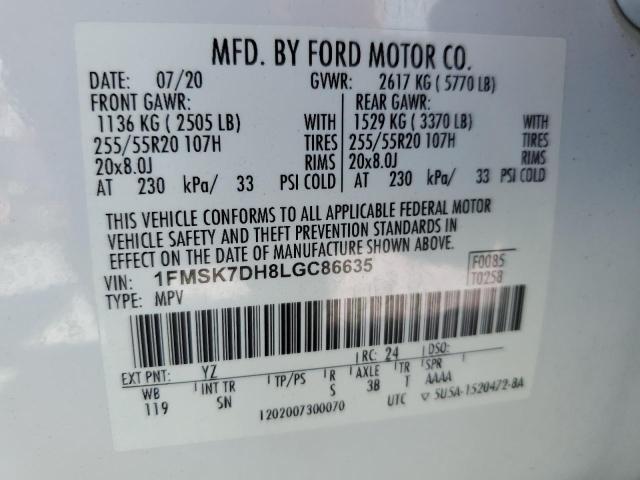 MFD. BY FORD MOTOR CO.
DATE: 07/20 GVWR: 2617 KG ( 5770 LB)
FRONT GAWR: REAR GAWR:
1136 KG ( 2505 LB) WITH 1529 KG ( 3370 LB) WITH
255/55R20 107H TIRES 255/55R20 107H TIRES
20x8.0J RIMS 20x8.0J RIMS
AT 230 kPa/ 33 PSI COLD AT 230 kPa/ 33 PSI COLD
THIS VEHICLE CONFORMS TO ALL APPLICABLE FEDERAL MOTOR
VEHICLE SAFETY AND THEFT PREVENTION STANDARDS IN
EFFECT ON THE DATE OF MANUFACTURE SHOWN ABOVE.
VIN: 1FMSK7DH8LGC86635 F0085
TYPE: MPV T0258
EXT PNT: YZ RC: 24 DSO:
WB INT TR TP/PS R AXLE TR SPR
119 SN S 3B T AAAA
1202007300070 UTC ▽ 5U5A-1520472-BA